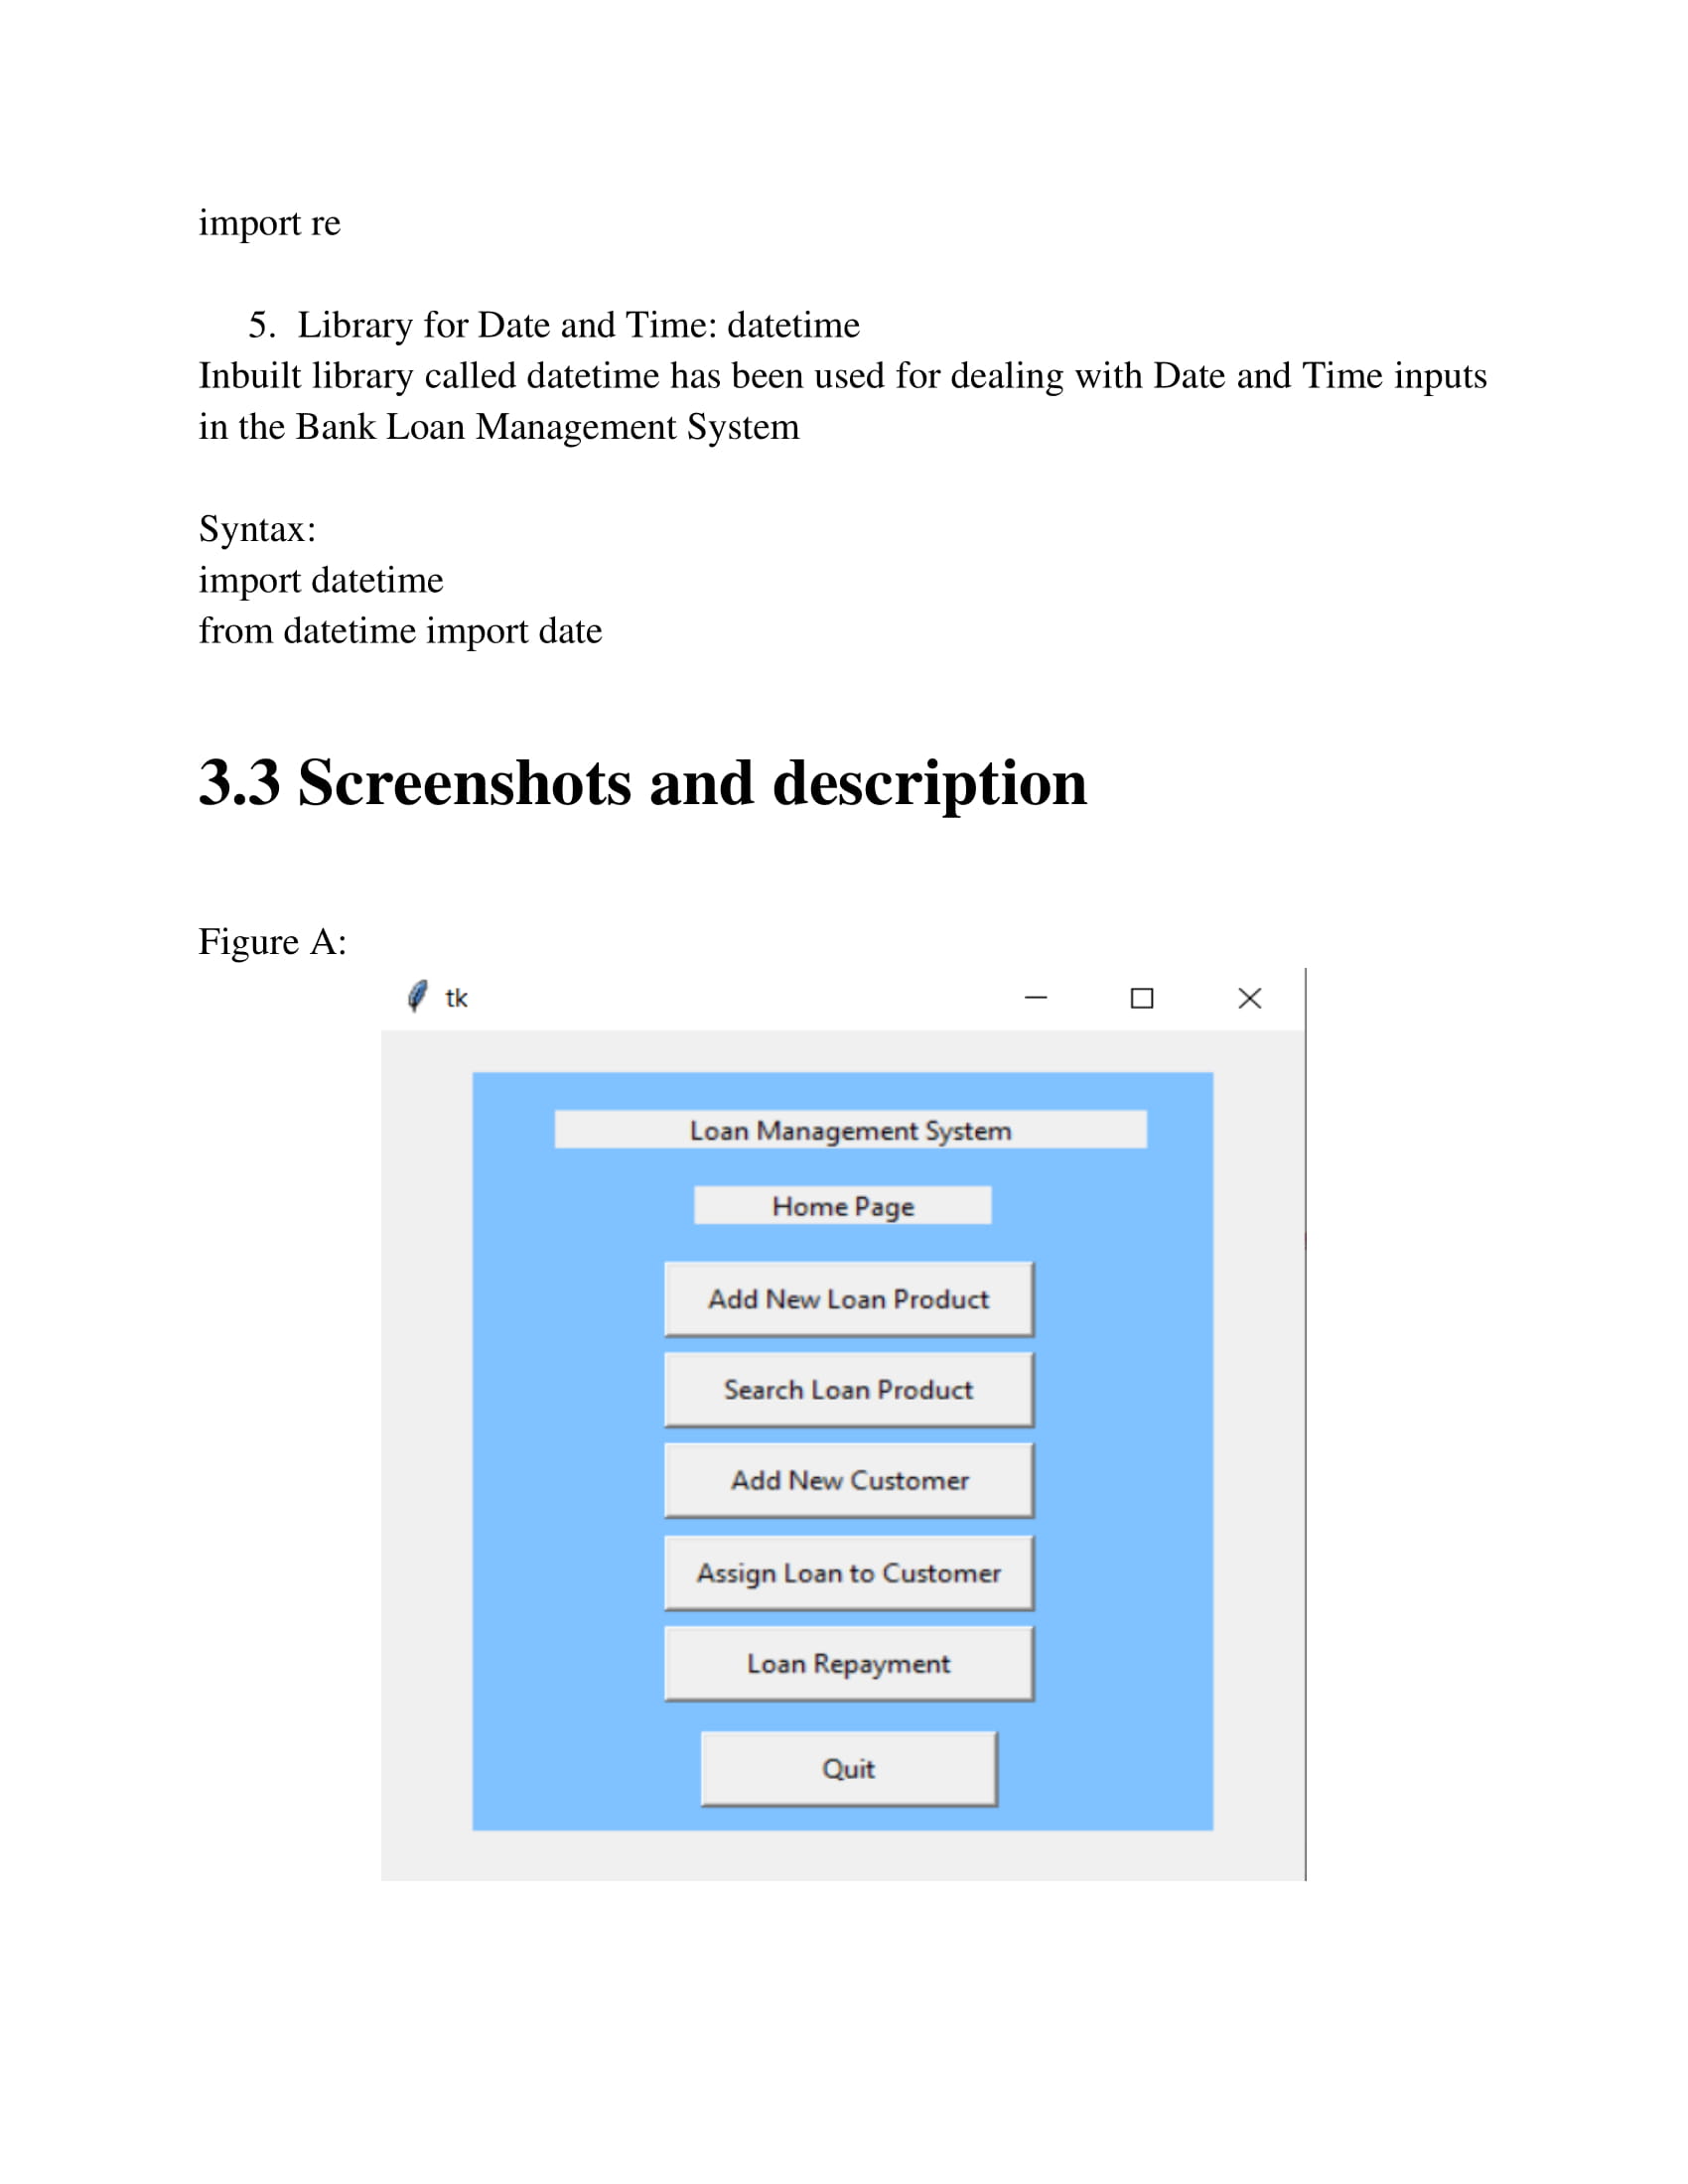 import re
5. Library for Date and Time: datetime
Inbuilt library called datetime has been used for dealing with Date and Time inputs
in the Bank Loan Management System
Syntax:
import datetime
from datetime import date
3.3 Screenshots and description
Figure A:
tk
Loan Management System
Home Page
Add New Loan Product
Search Loan Product
Add New Customer
Assign Loan to Customer
Loan Repayment
Quit